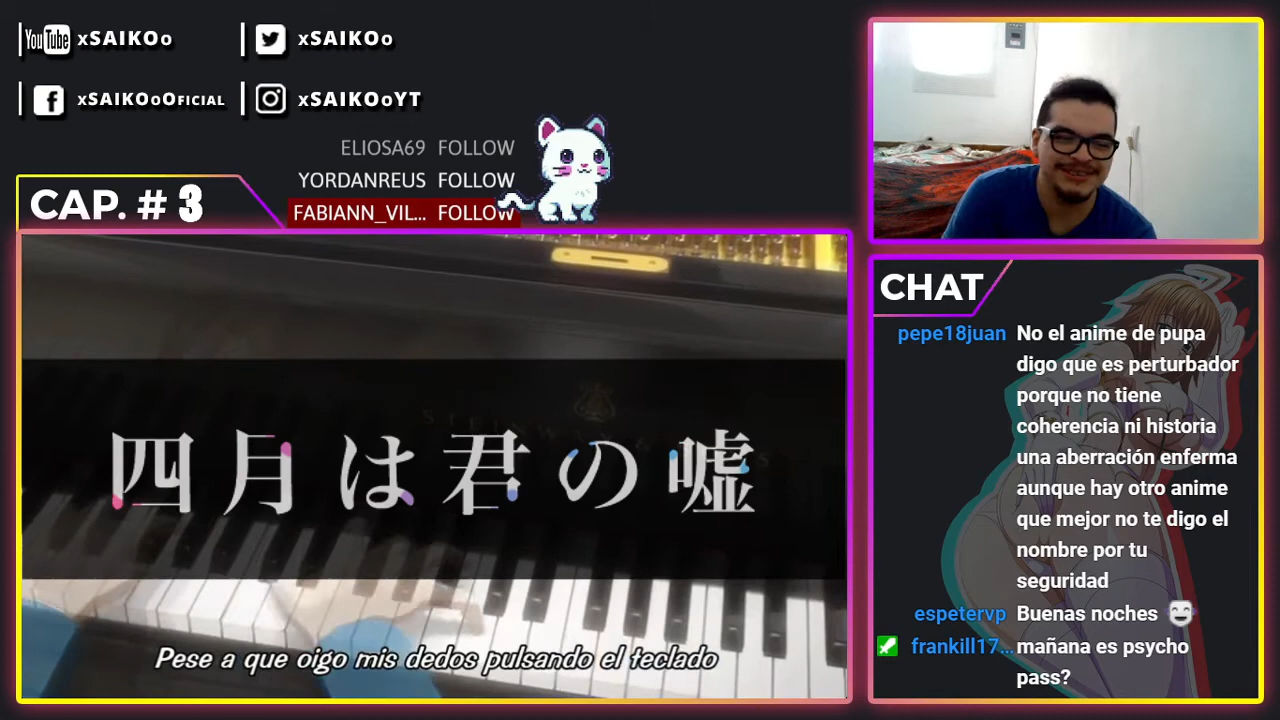 YouTube xSAIKOo
xSAIKOo
xSAIKOoOFICIAL
xSAIKOoYT
ELIOSA69 FOLLOW
YORDANREUS FOLLOW
FABIANN_VIL... FOLLOW
CAP. # 3
四月は君の嘘
Pese a que oigo mis dedos pulsando el teclado
CHAT
pepe18juan No el anime de pupa
digo que es perturbador
porque no tiene
coherencia ni historia
una aberración enferma
aunque hay otro anime
que mejor no te digo el
nombre por tu
seguridad
espetervp Buenas noches
frankill17... mañana es psycho
pass?